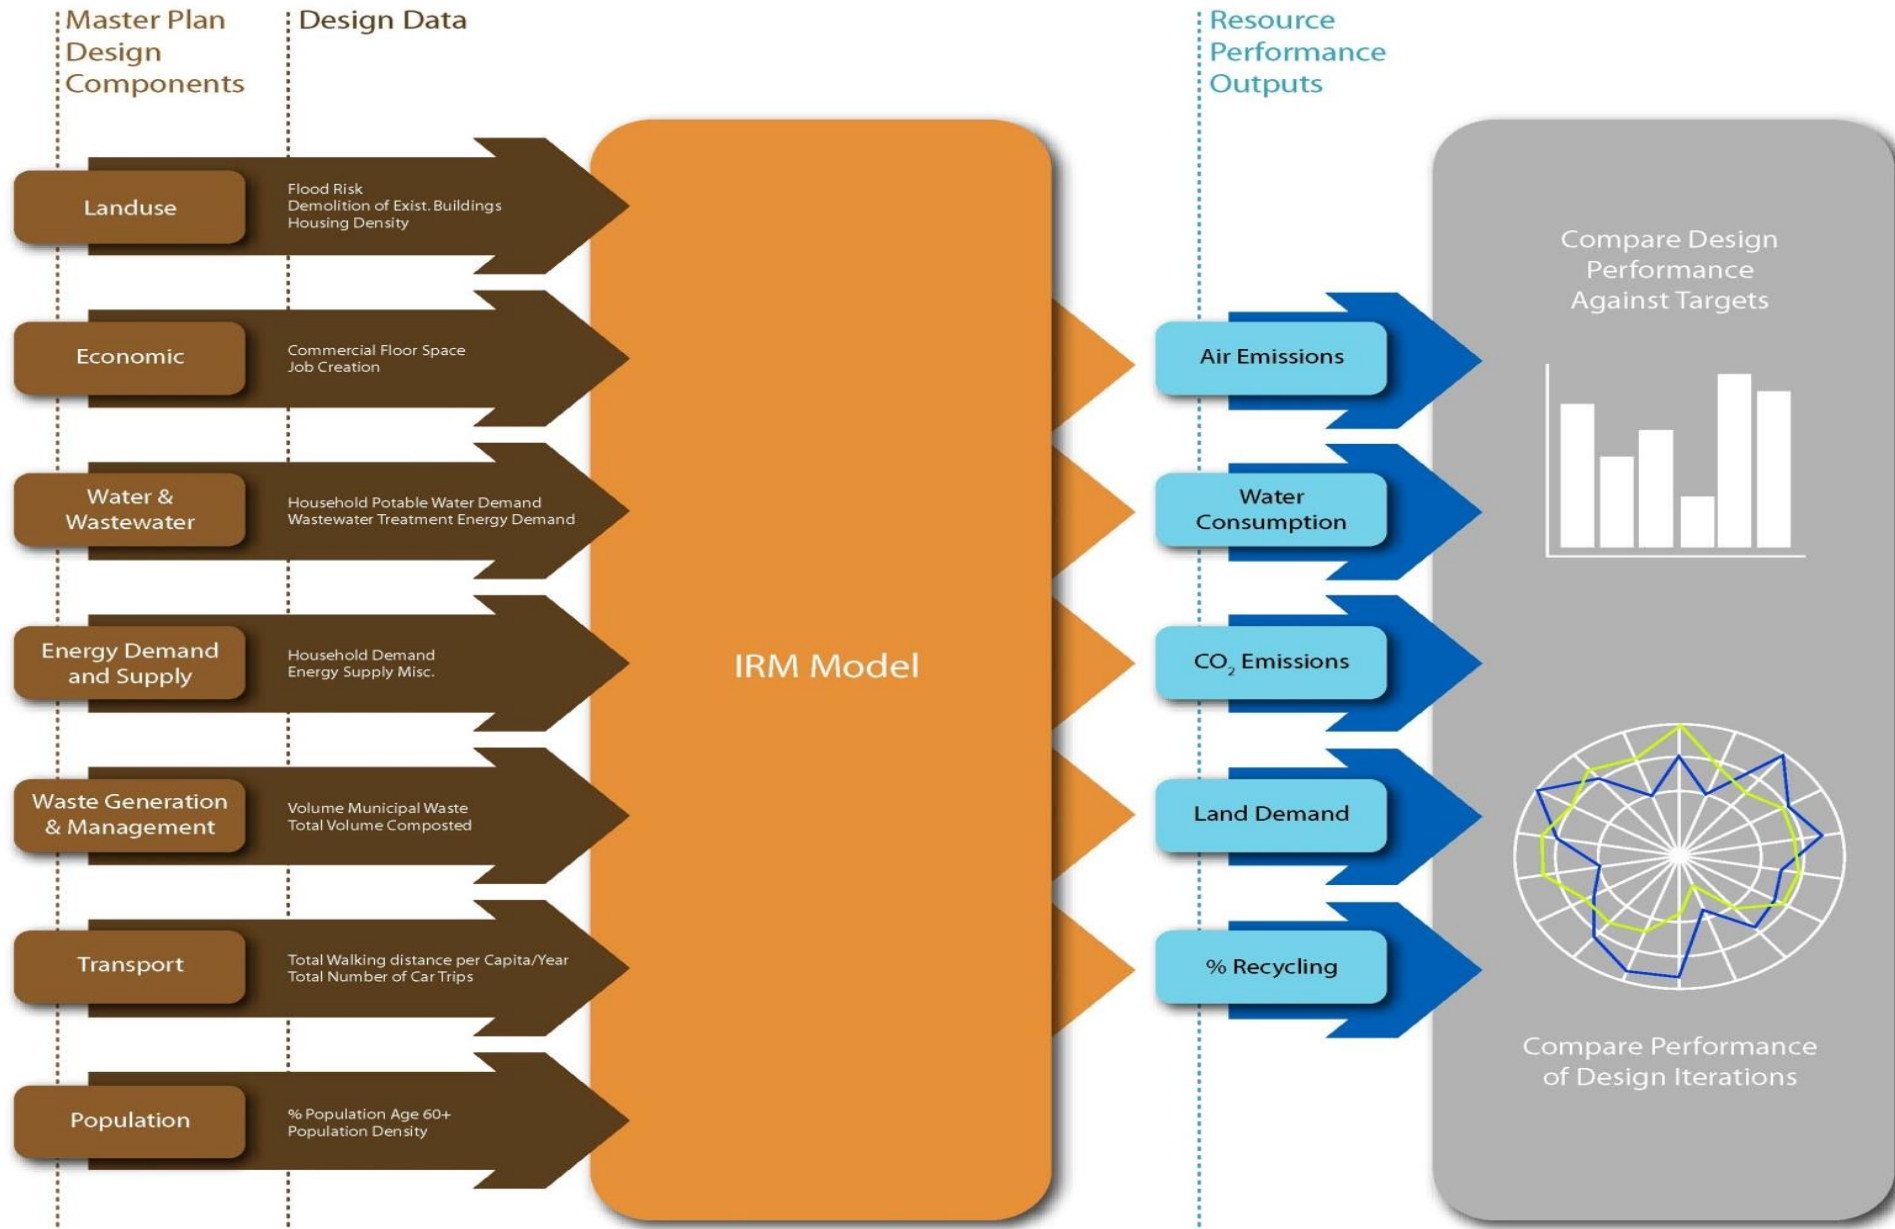 Master Plan
Design
Components
Design Data
Resource
Performance
Outputs
Landuse
Flood Risk
Demolition of Exist. Buildings
Housing Density
Economic
Commercial Floor Space
Job Creation
Water &
Wastewater
Household Potable Water Demand
Wastewater Treatment Energy Demand
Energy Demand
and Supply
Household Demand
Energy Supply Misc.
Waste Generation
& Management
Volume Municipal Waste
Total Volume Composted
Transport
Total Walking distance per Capita/Year
Total Number of Car Trips
Population
% Population Age 60+
Population Density
IRM Model
Air Emissions
Water
Consumption
CO₂ Emissions
Land Demand
% Recycling
Compare Design
Performance
Against Targets
Compare Performance
of Design Iterations